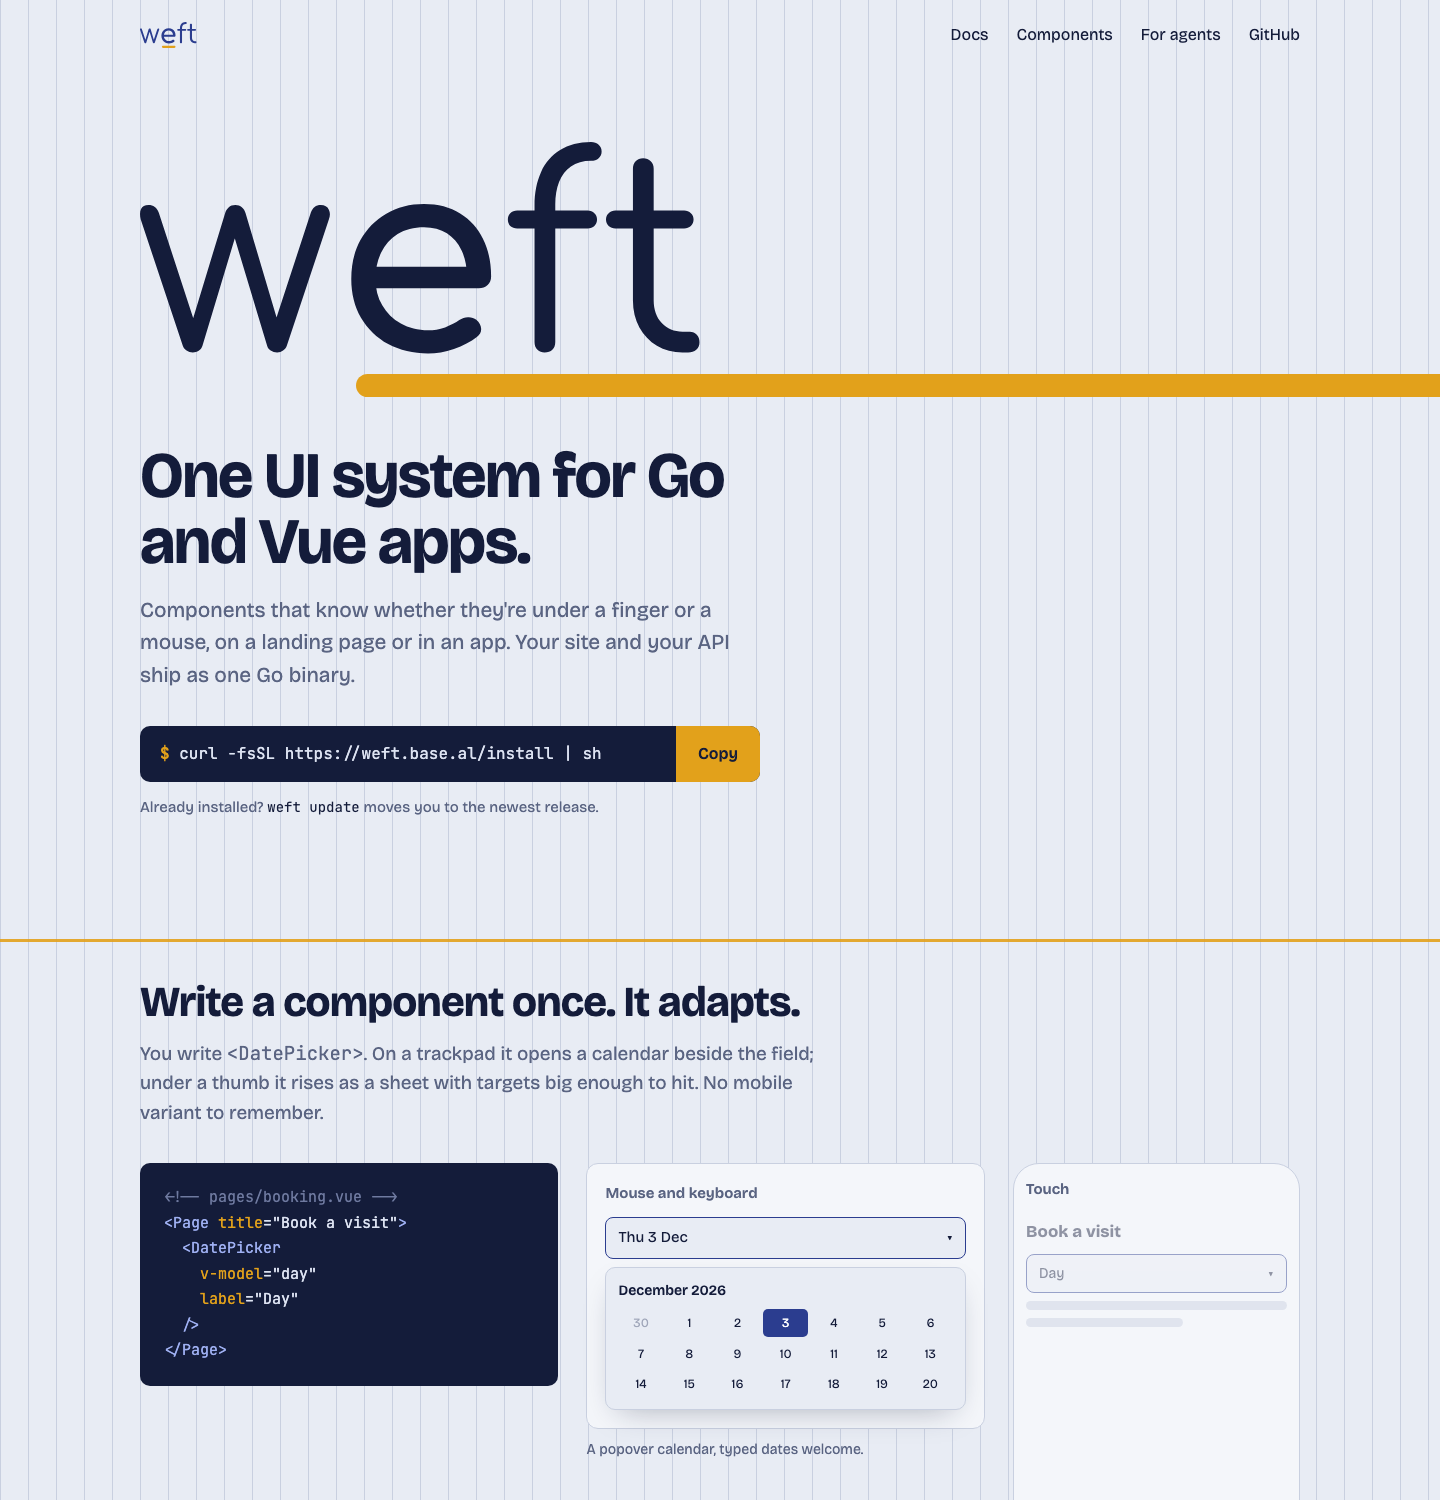 weft
Docs Components For agents GitHub
weft
One UI system for Go
and Vue apps.
Components that know whether they're under a finger or a
mouse, on a landing page or in an app. Your site and your API
ship as one Go binary.
$ curl -fsSL https://weft.base.al/install | sh
Copy
Already installed? weft update moves you to the newest release.
Write a component once. It adapts.
You write <DatePicker>. On a trackpad it opens a calendar beside the field;
under a thumb it rises as a sheet with targets big enough to hit. No mobile
variant to remember.
<!-- pages/booking.vue -->
<Page title="Book a visit">
  <DatePicker
    v-model="day"
    label="Day"
  />
</Page>
Mouse and keyboard
Thu 3 Dec ▾
December 2026
30 1 2 3 4 5 6
7 8 9 10 11 12 13
14 15 16 17 18 19 20
A popover calendar, typed dates welcome.
Touch
Book a visit
Day ▾